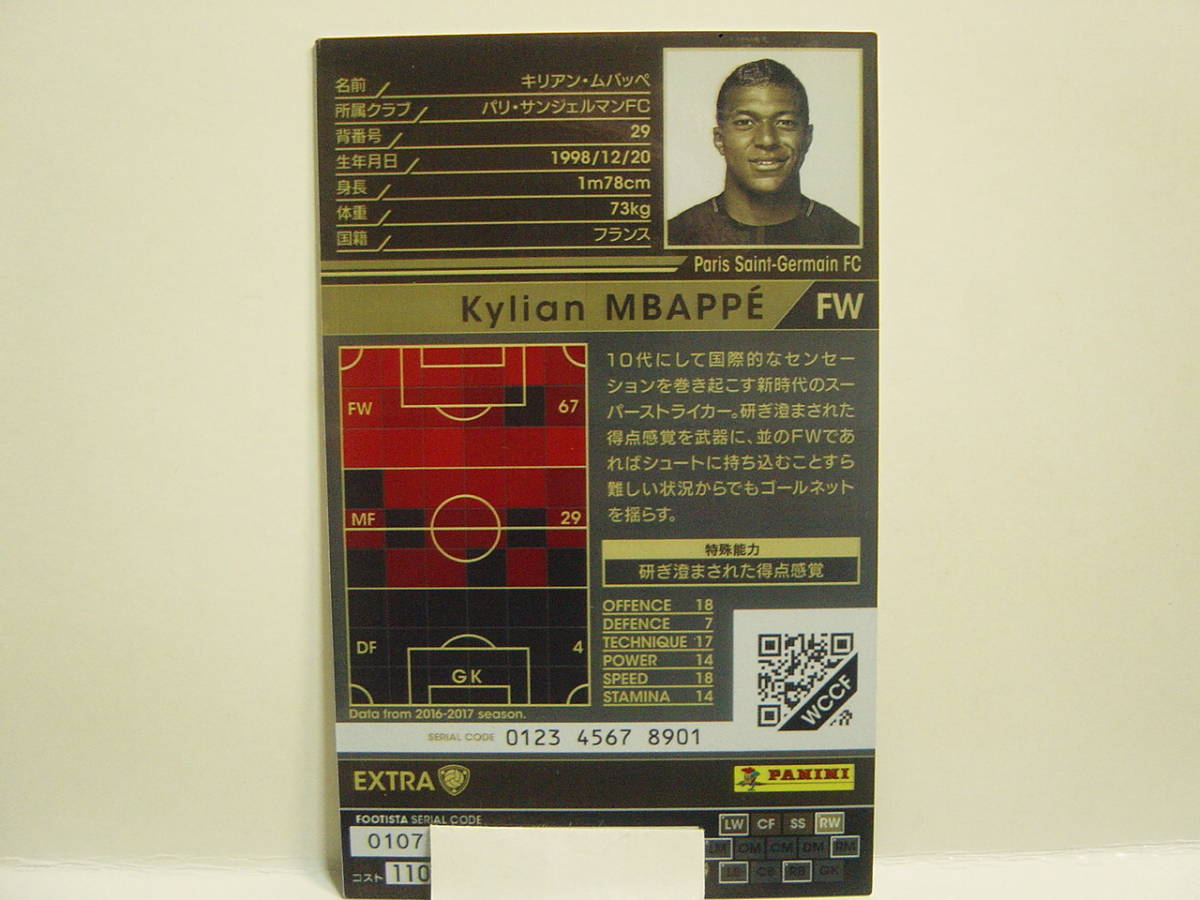 名前 キリアン・ムバッペ
所属クラブ パリ・サンジェルマンFC
背番号 29
生年月日 1998/12/20
身長 1m78cm
体重 73kg
国籍 フランス
Paris Saint-Germain FC
Kylian MBAPPÉ FW
FW 67
MF 29
DF 4
GK
Data from 2016-2017 season.
10代にして国際的なセンセー
ションを巻き起こす新時代のスー
パーストライカー。研ぎ澄まされた
得点感覚を武器に、並のFWであ
ればシュートに持ち込むことすら
難しい状況からでもゴールネット
を揺らす。
特殊能力
研ぎ澄まされた得点感覚
OFFENCE 18
DEFENCE 7
TECHNIQUE 17
POWER 14
SPEED 18
STAMINA 14
WCCF
SERIAL CODE 0123 4567 8901
EXTRA
PANINI
FOOTISTA SERIAL CODE
0107
コスト 110
LW CF SS RW
LM OM CM DM RM
LB CB RB GK